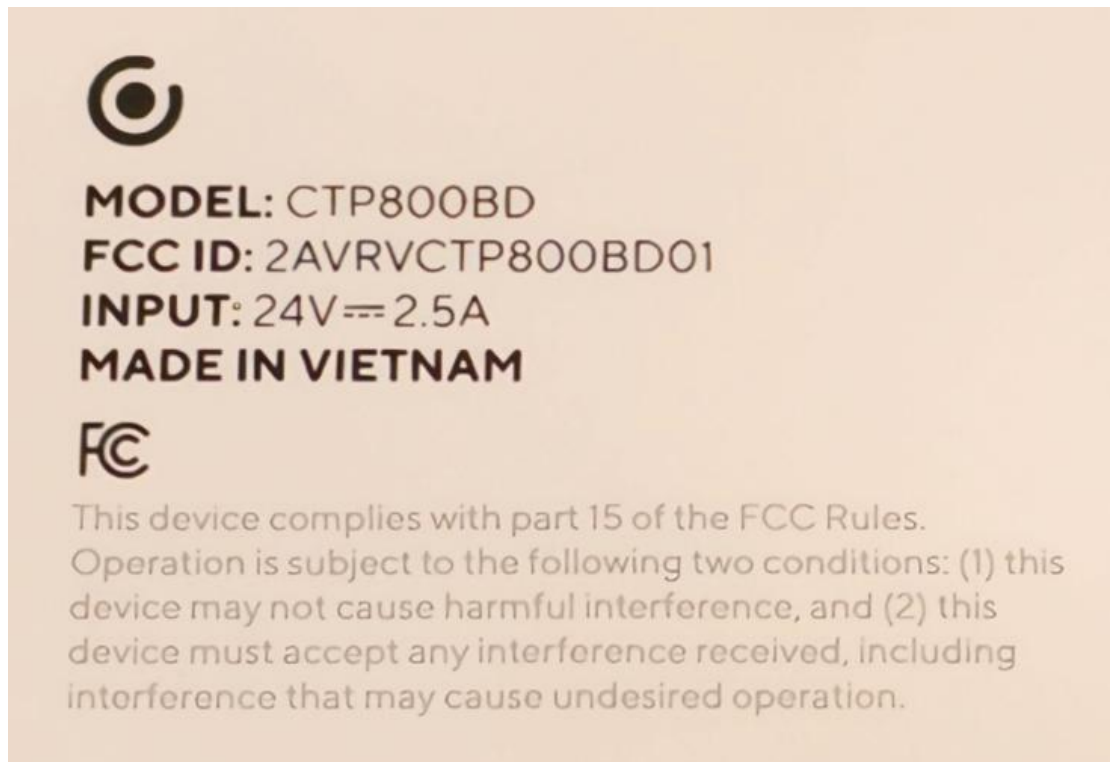 MODEL: CTP800BD
FCC ID: 2AVRVCTP800BD01
INPUT: 24V⎓2.5A
MADE IN VIETNAM
FC
This device complies with part 15 of the FCC Rules.
Operation is subject to the following two conditions: (1) this
device may not cause harmful interference, and (2) this
device must accept any interference received, including
interference that may cause undesired operation.